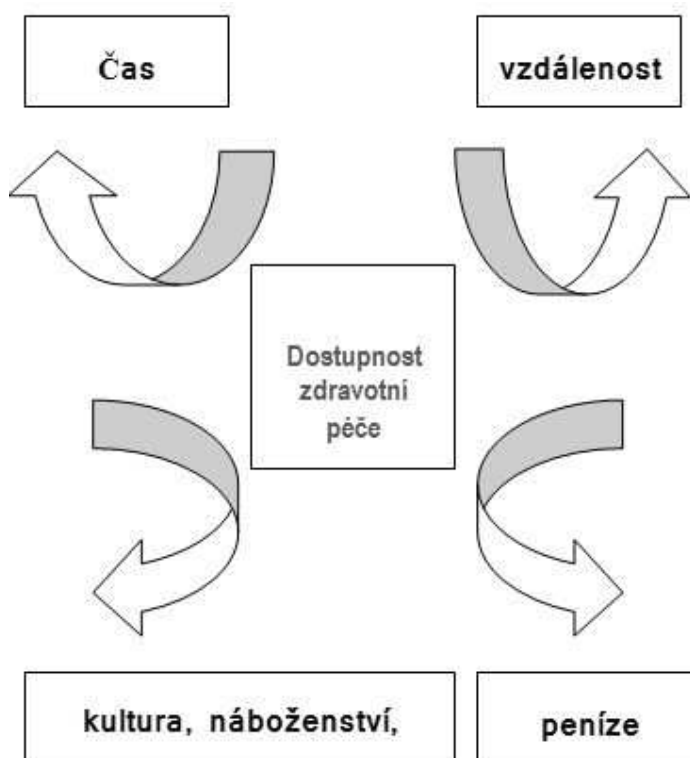 Čas
vzdálenost
Dostupnost
zdravotní
péče
kultura, náboženství,
peníze